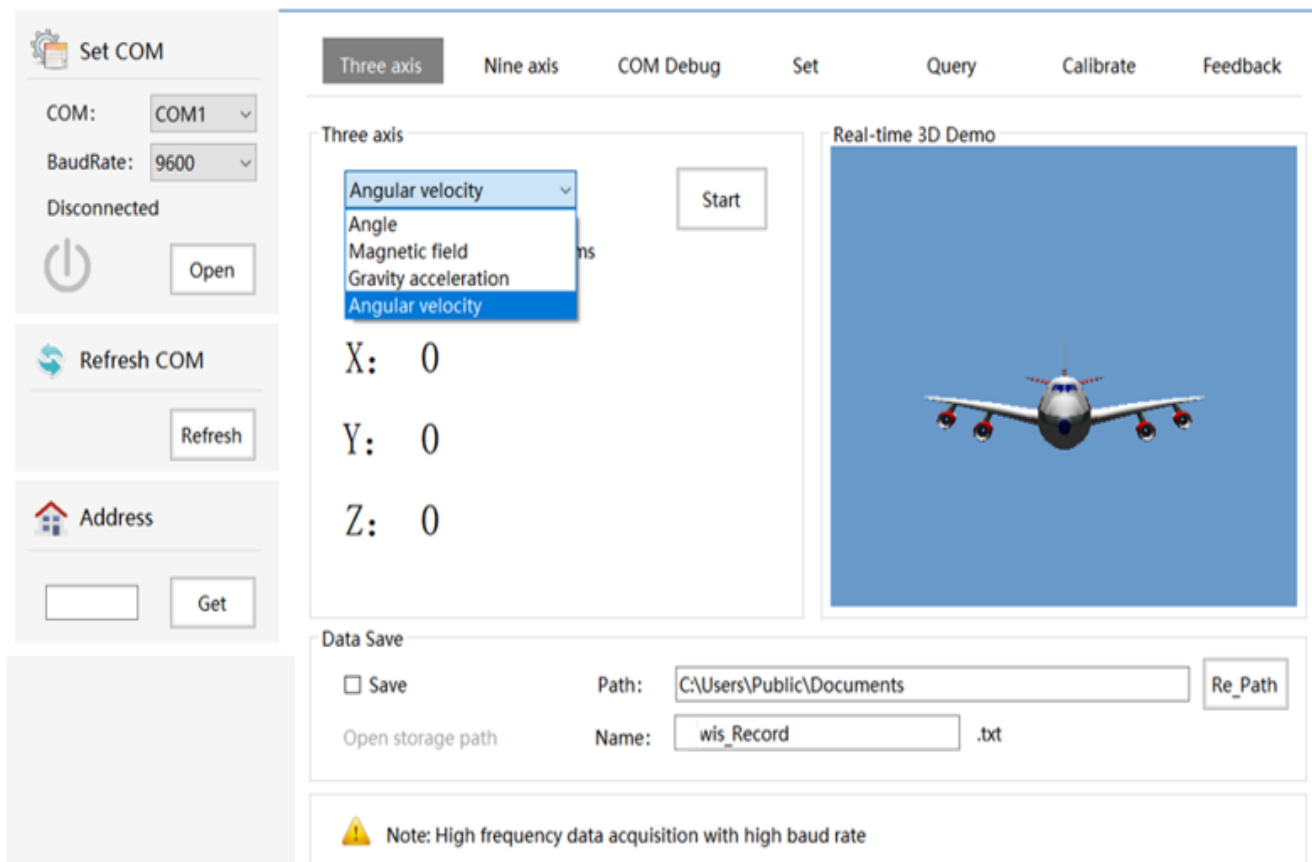 Set COM
COM: COM1
BaudRate: 9600
Disconnected
Open
Refresh COM
Refresh
Address
Get
Three axis Nine axis COM Debug Set Query Calibrate Feedback
Three axis
Angular velocity
Start
Angle
Magnetic field
Gravity acceleration
Angular velocity
X: 0
Y: 0
Z: 0
Real-time 3D Demo
Data Save
Save Path: C:\Users\Public\Documents Re_Path
Open storage path Name: wis_Record .txt
Note: High frequency data acquisition with high baud rate